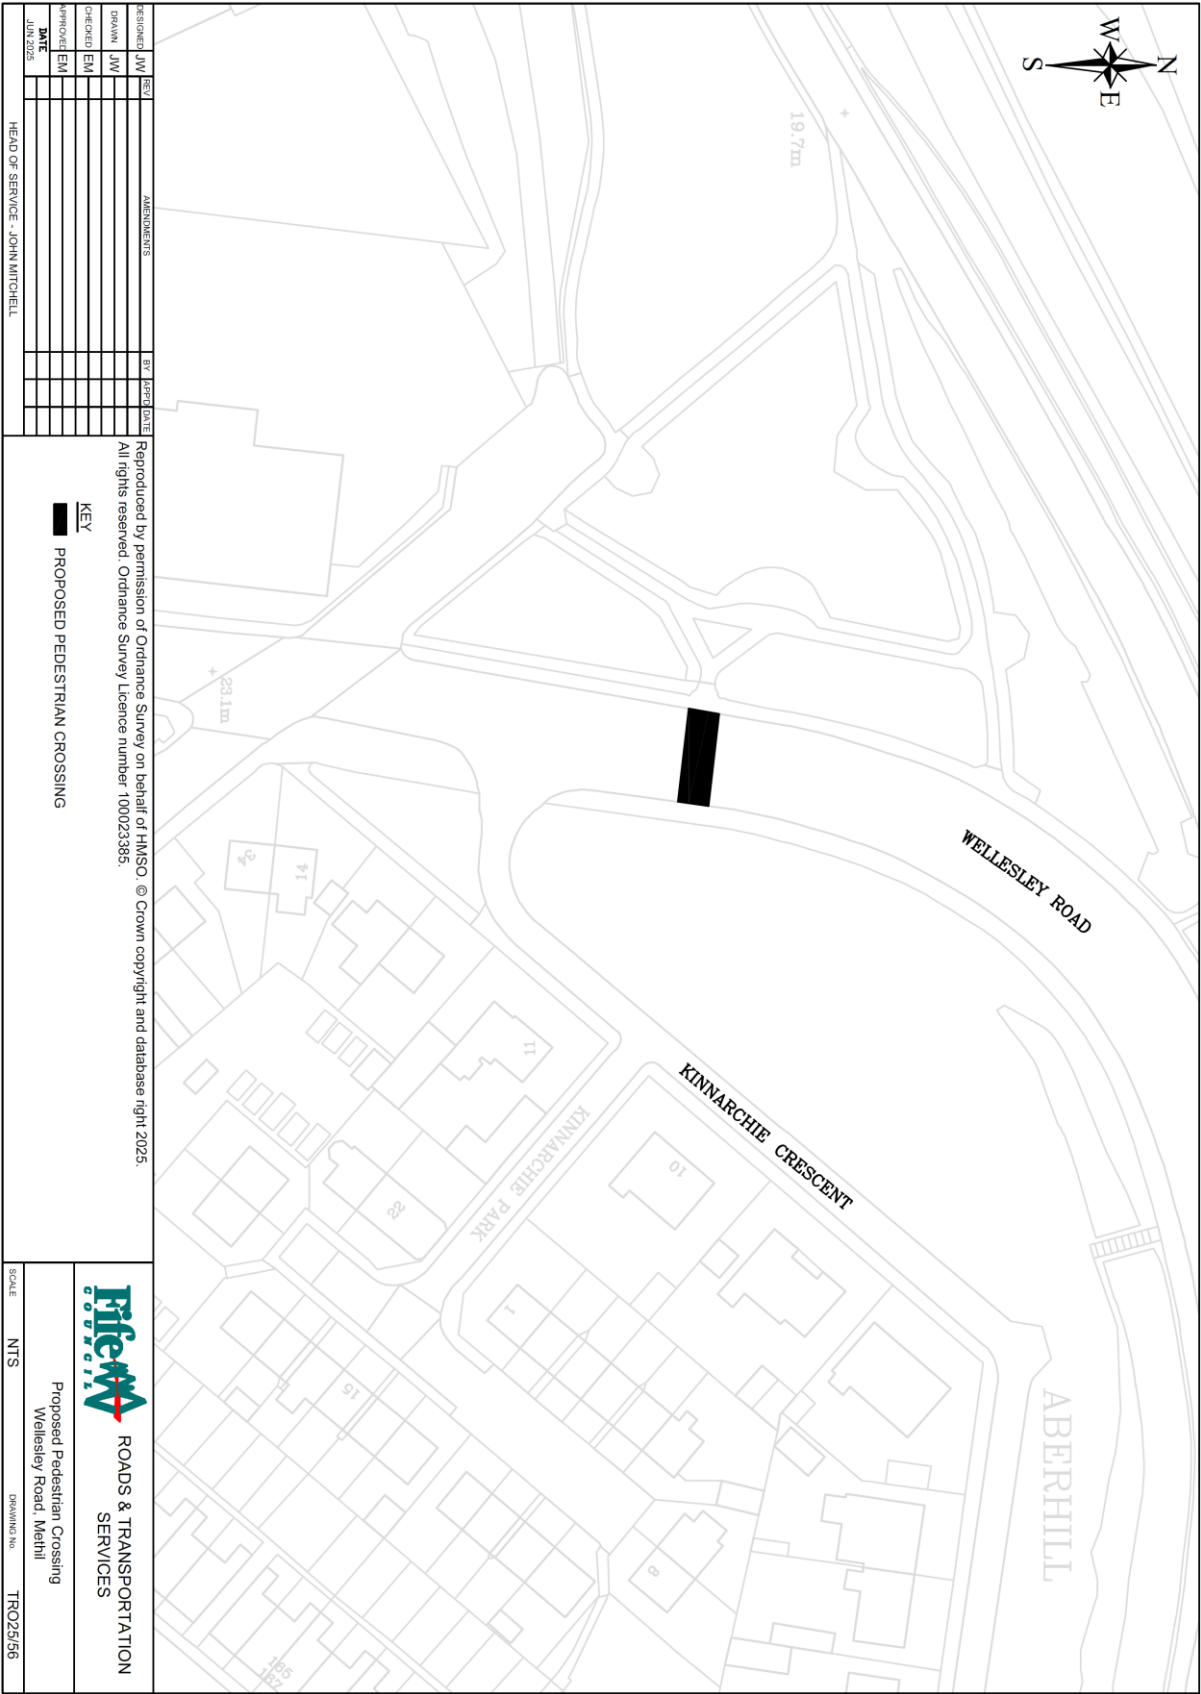 N
W
E
S
19.7m
23.1m
WELLESLEY ROAD
KINNARCHIE CRESCENT
KINNARCHIE PARK
ABERHILL
34
14
11
10
22
1
15
8
165
167
DESIGNED JW
DRAWN JW
CHECKED EM
APPROVED EM
DATE
JUN 2025
REV AMENDMENTS BY APP'D DATE
HEAD OF SERVICE - JOHN MITCHELL
Reproduced by permission of Ordnance Survey on behalf of HMSO. © Crown copyright and database right 2025.
All rights reserved. Ordnance Survey Licence number 100023385.
KEY
PROPOSED PEDESTRIAN CROSSING
Fife
COUNCIL
ROADS & TRANSPORTATION
SERVICES
Proposed Pedestrian Crossing
Wellesley Road, Methil
SCALE NTS DRAWING No. TRO25/56